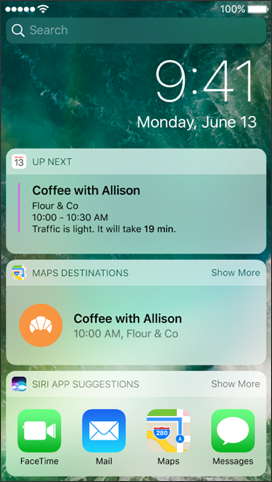 100%
Search
9:41
Monday, June 13
13
UP NEXT
Coffee with Allison
Flour & Co
10:00 - 10:30 AM
Traffic is light. It will take 19 min.
MAPS DESTINATIONS Show More
Coffee with Allison
10:00 AM, Flour & Co
SIRI APP SUGGESTIONS Show More
280
FaceTime Mail Maps Messages